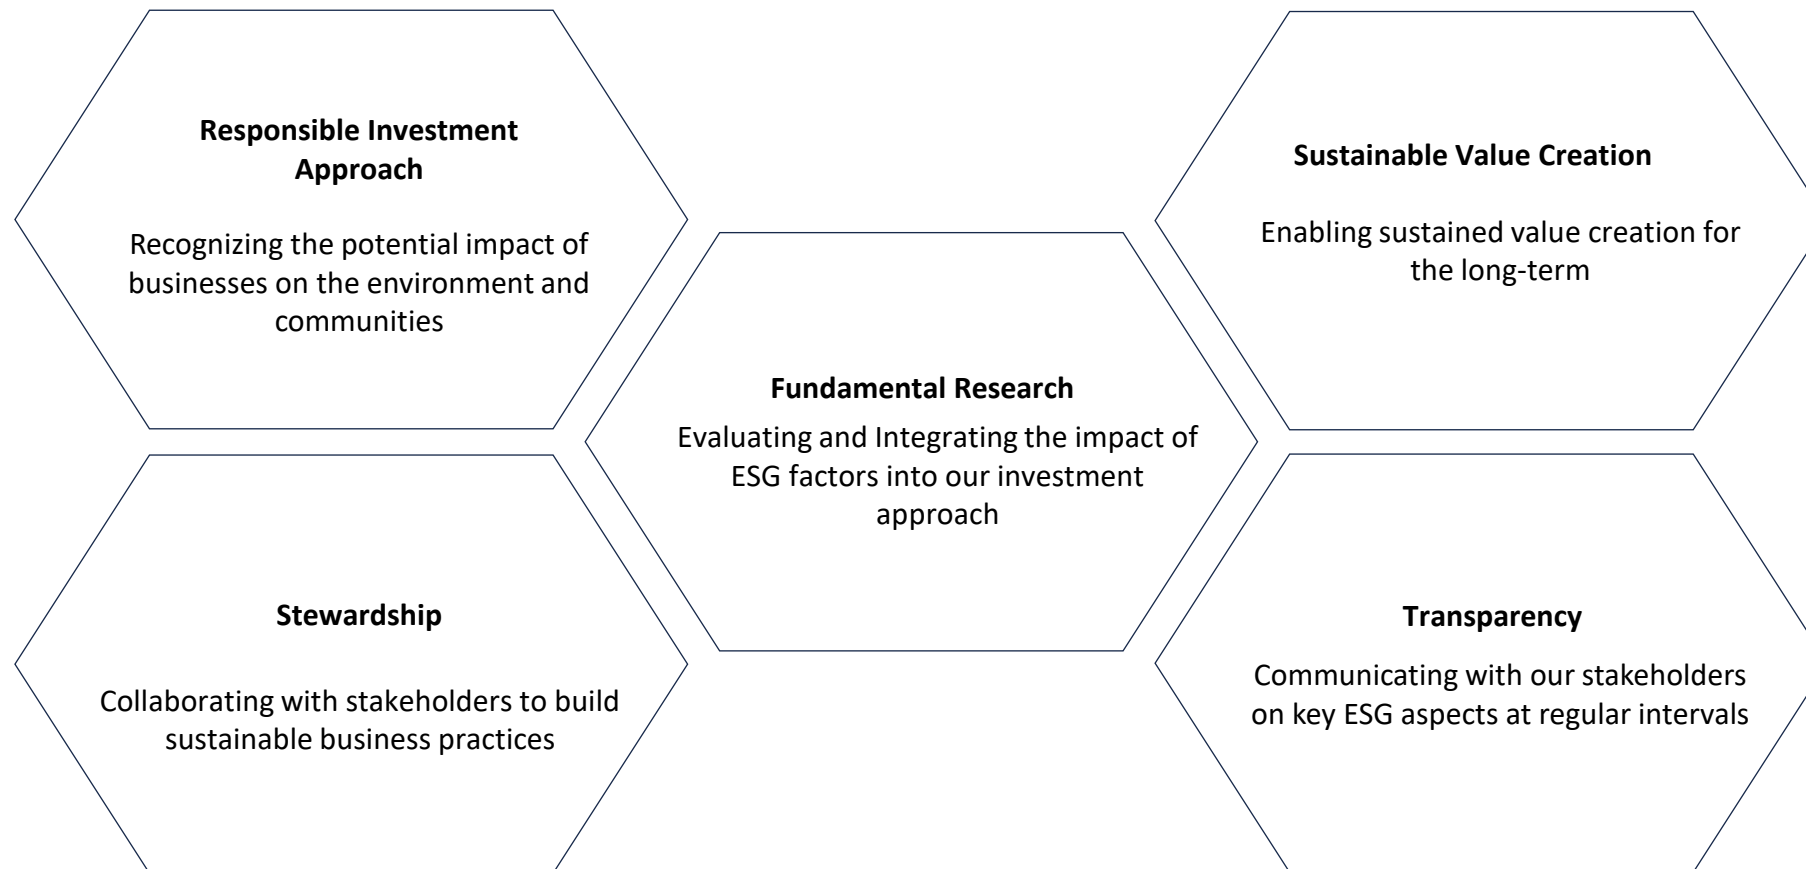 Responsible Investment
Approach
Recognizing the potential impact of
businesses on the environment and
communities
Sustainable Value Creation
Enabling sustained value creation for
the long-term
Fundamental Research
Evaluating and Integrating the impact of
ESG factors into our investment
approach
Stewardship
Collaborating with stakeholders to build
sustainable business practices
Transparency
Communicating with our stakeholders
on key ESG aspects at regular intervals